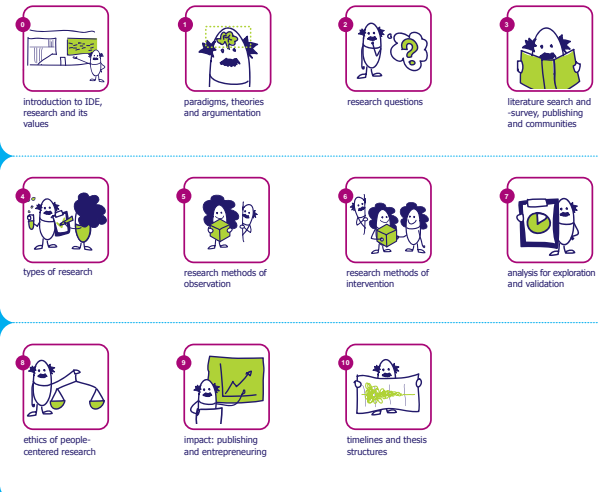 0
introduction to IDE,
research and its
values
1
paradigms, theories
and argumentation
2
research questions
3
literature search and
-survey, publishing
and communities
4
types of research
5
research methods of
observation
6
research methods of
intervention
7
analysis for exploration
and validation
8
ethics of people-
centered research
9
impact: publishing
and entrepreneuring
10
timelines and thesis
structures